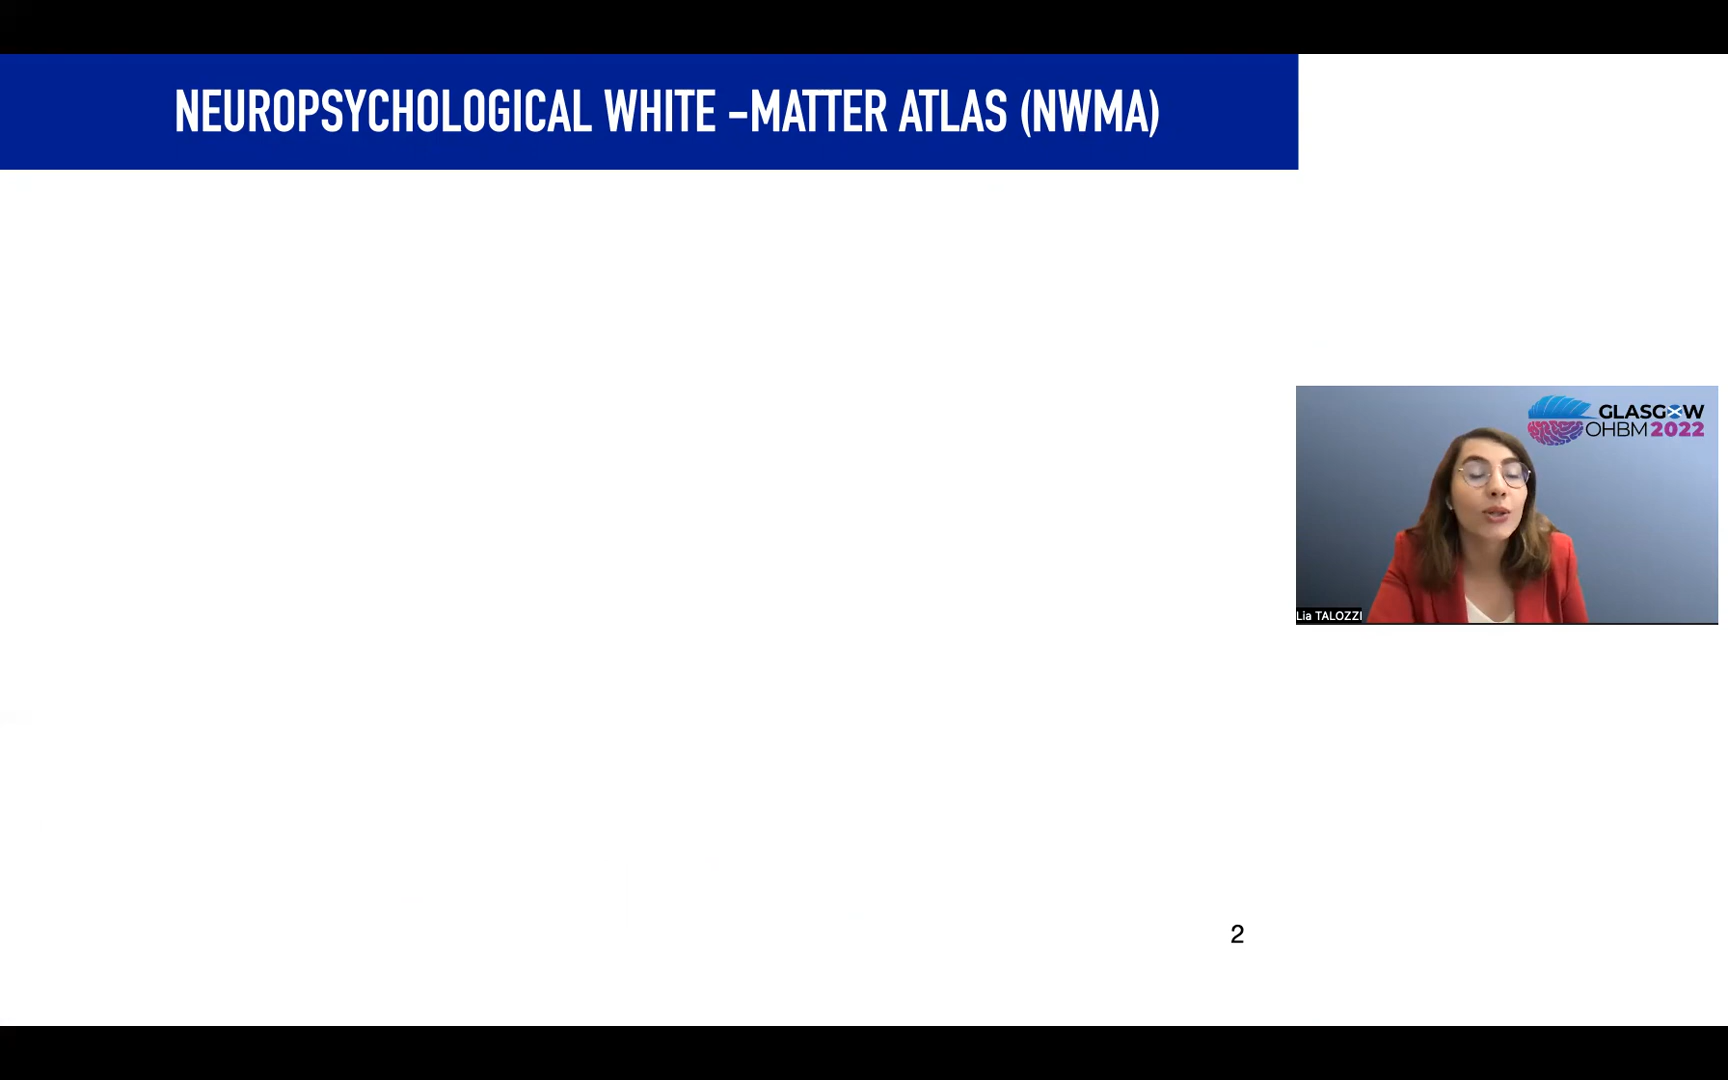 NEUROPSYCHOLOGICAL WHITE –MATTER ATLAS (NWMA)
GLASGOW
OHBM 2022
Lia TALOZZI
2